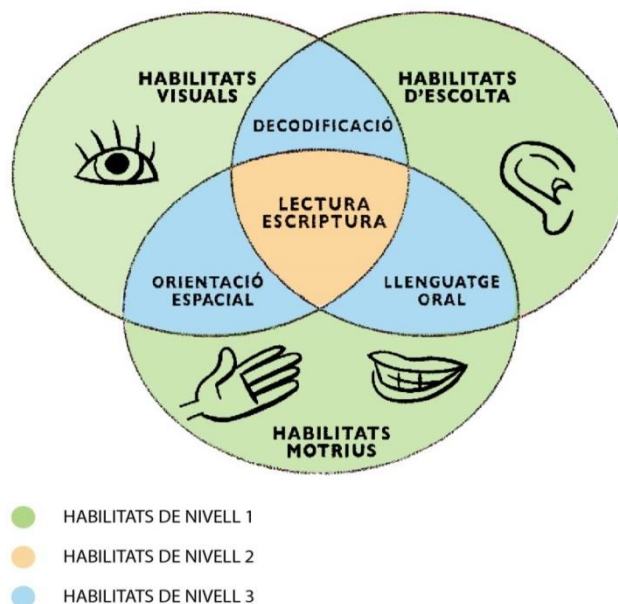 HABILITATS
VISUALS
HABILITATS
D'ESCOLTA
DECODIFICACIÓ
LECTURA
ESCRIPTURA
ORIENTACIÓ
ESPACIAL
LLENGUATGE
ORAL
HABILITATS
MOTRIUS
HABILITATS DE NIVELL 1
HABILITATS DE NIVELL 2
HABILITATS DE NIVELL 3